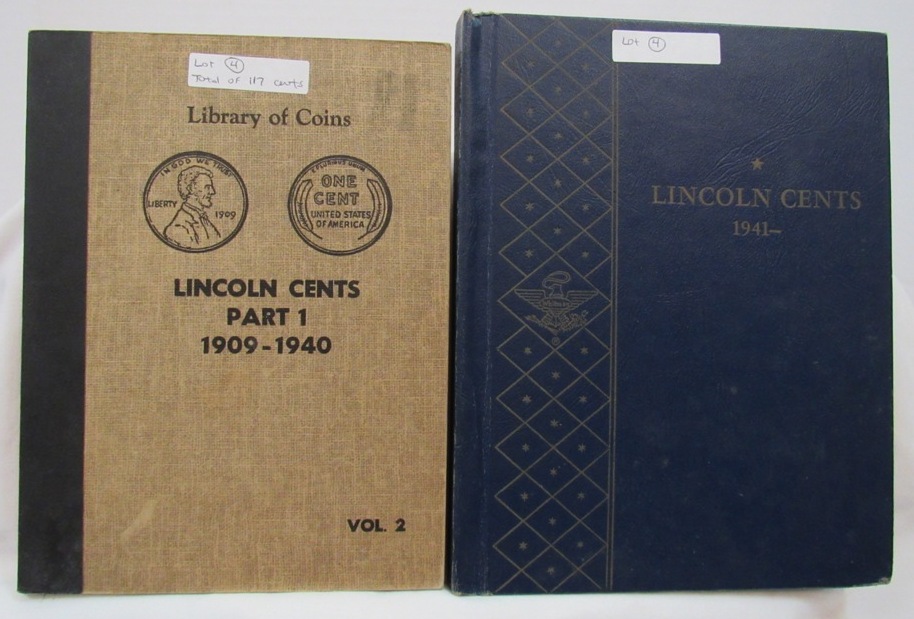 Lot 4
Total of 117 cents
Library of Coins
IN GOD WE TRUST
LIBERTY
1909
E PLURIBUS UNUM
ONE
CENT
UNITED STATES
OF AMERICA
LINCOLN CENTS
PART 1
1909-1940
VOL. 2
Lot 4
LINCOLN CENTS
1941–
Whitman
®